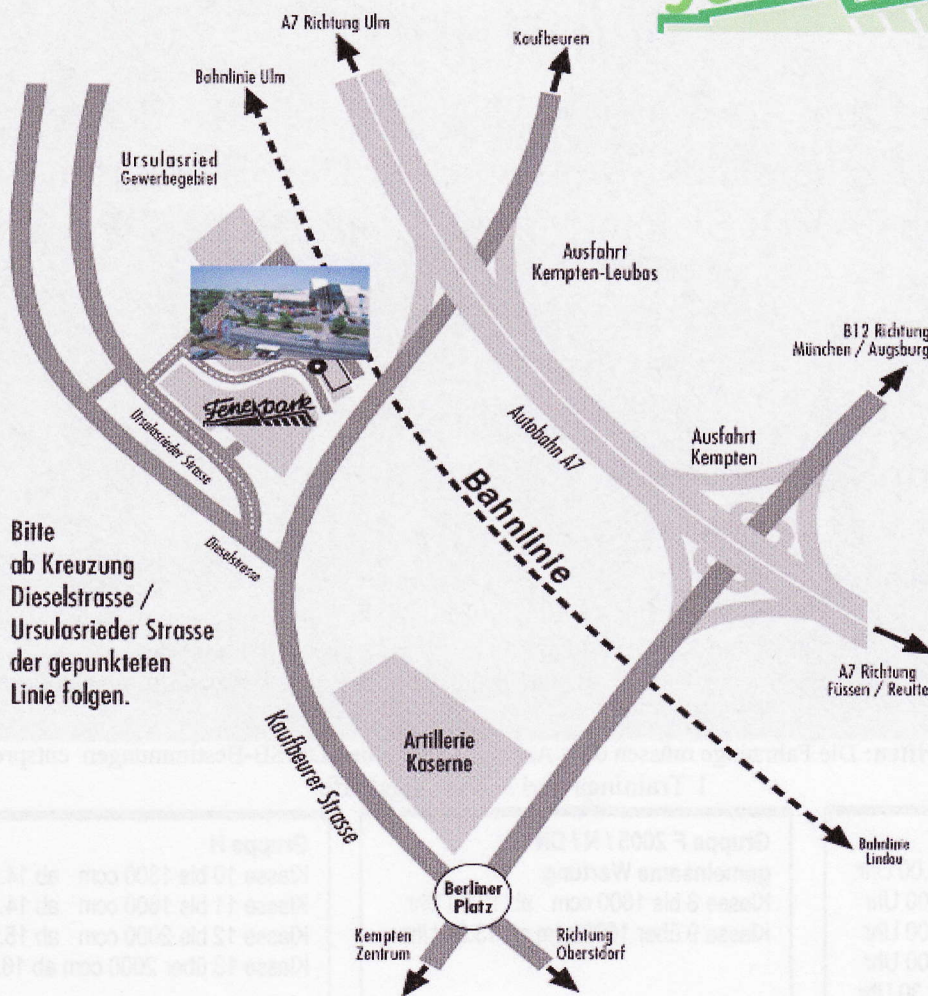 A7 Richtung Ulm
Kaufbeuren
Bahnlinie Ulm
Ursulasried
Gewerbegebiet
Ausfahrt
Kempten-Leubas
B12 Richtung
München / Augsburg
Fenexpark
Ursulasrieder Strasse
Autobahn A7
Ausfahrt
Kempten
Bahnlinie
Dieselstrasse
Bitte
ab Kreuzung
Dieselstrasse /
Ursulasrieder Strasse
der gepunkteten
Linie folgen.
A7 Richtung
Füssen / Reutte
Kaufbeurer Strasse
Artillerie
Kaserne
Bahnlinie
Lindau
Berliner
Platz
Kempten
Zentrum
Richtung
Oberstdorf